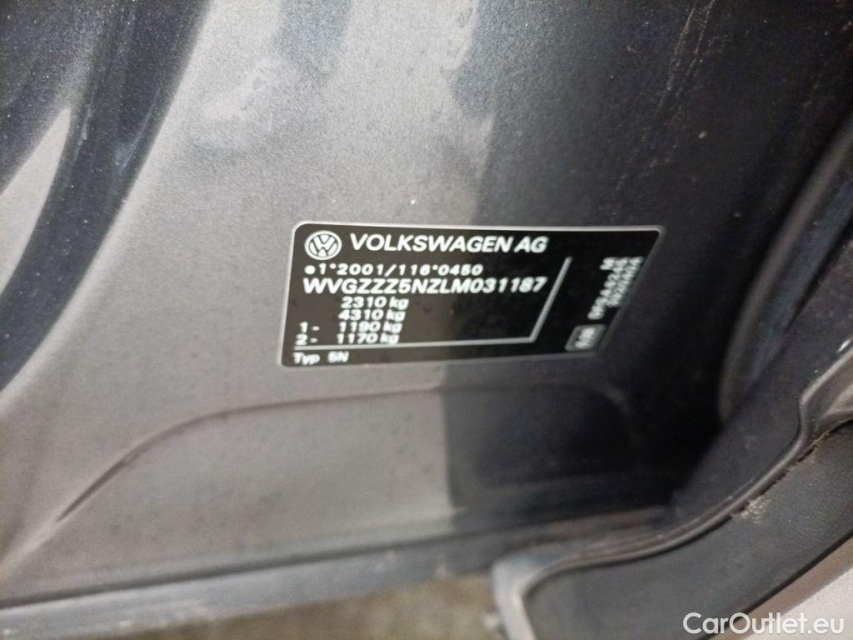 VOLKSWAGEN AG
e1*2001/116*0450
WVGZZZ5NZLM031187
2310 kg
4310 kg
1- 1190 kg
2- 1170 kg
Typ 5N
CarOutlet.eu